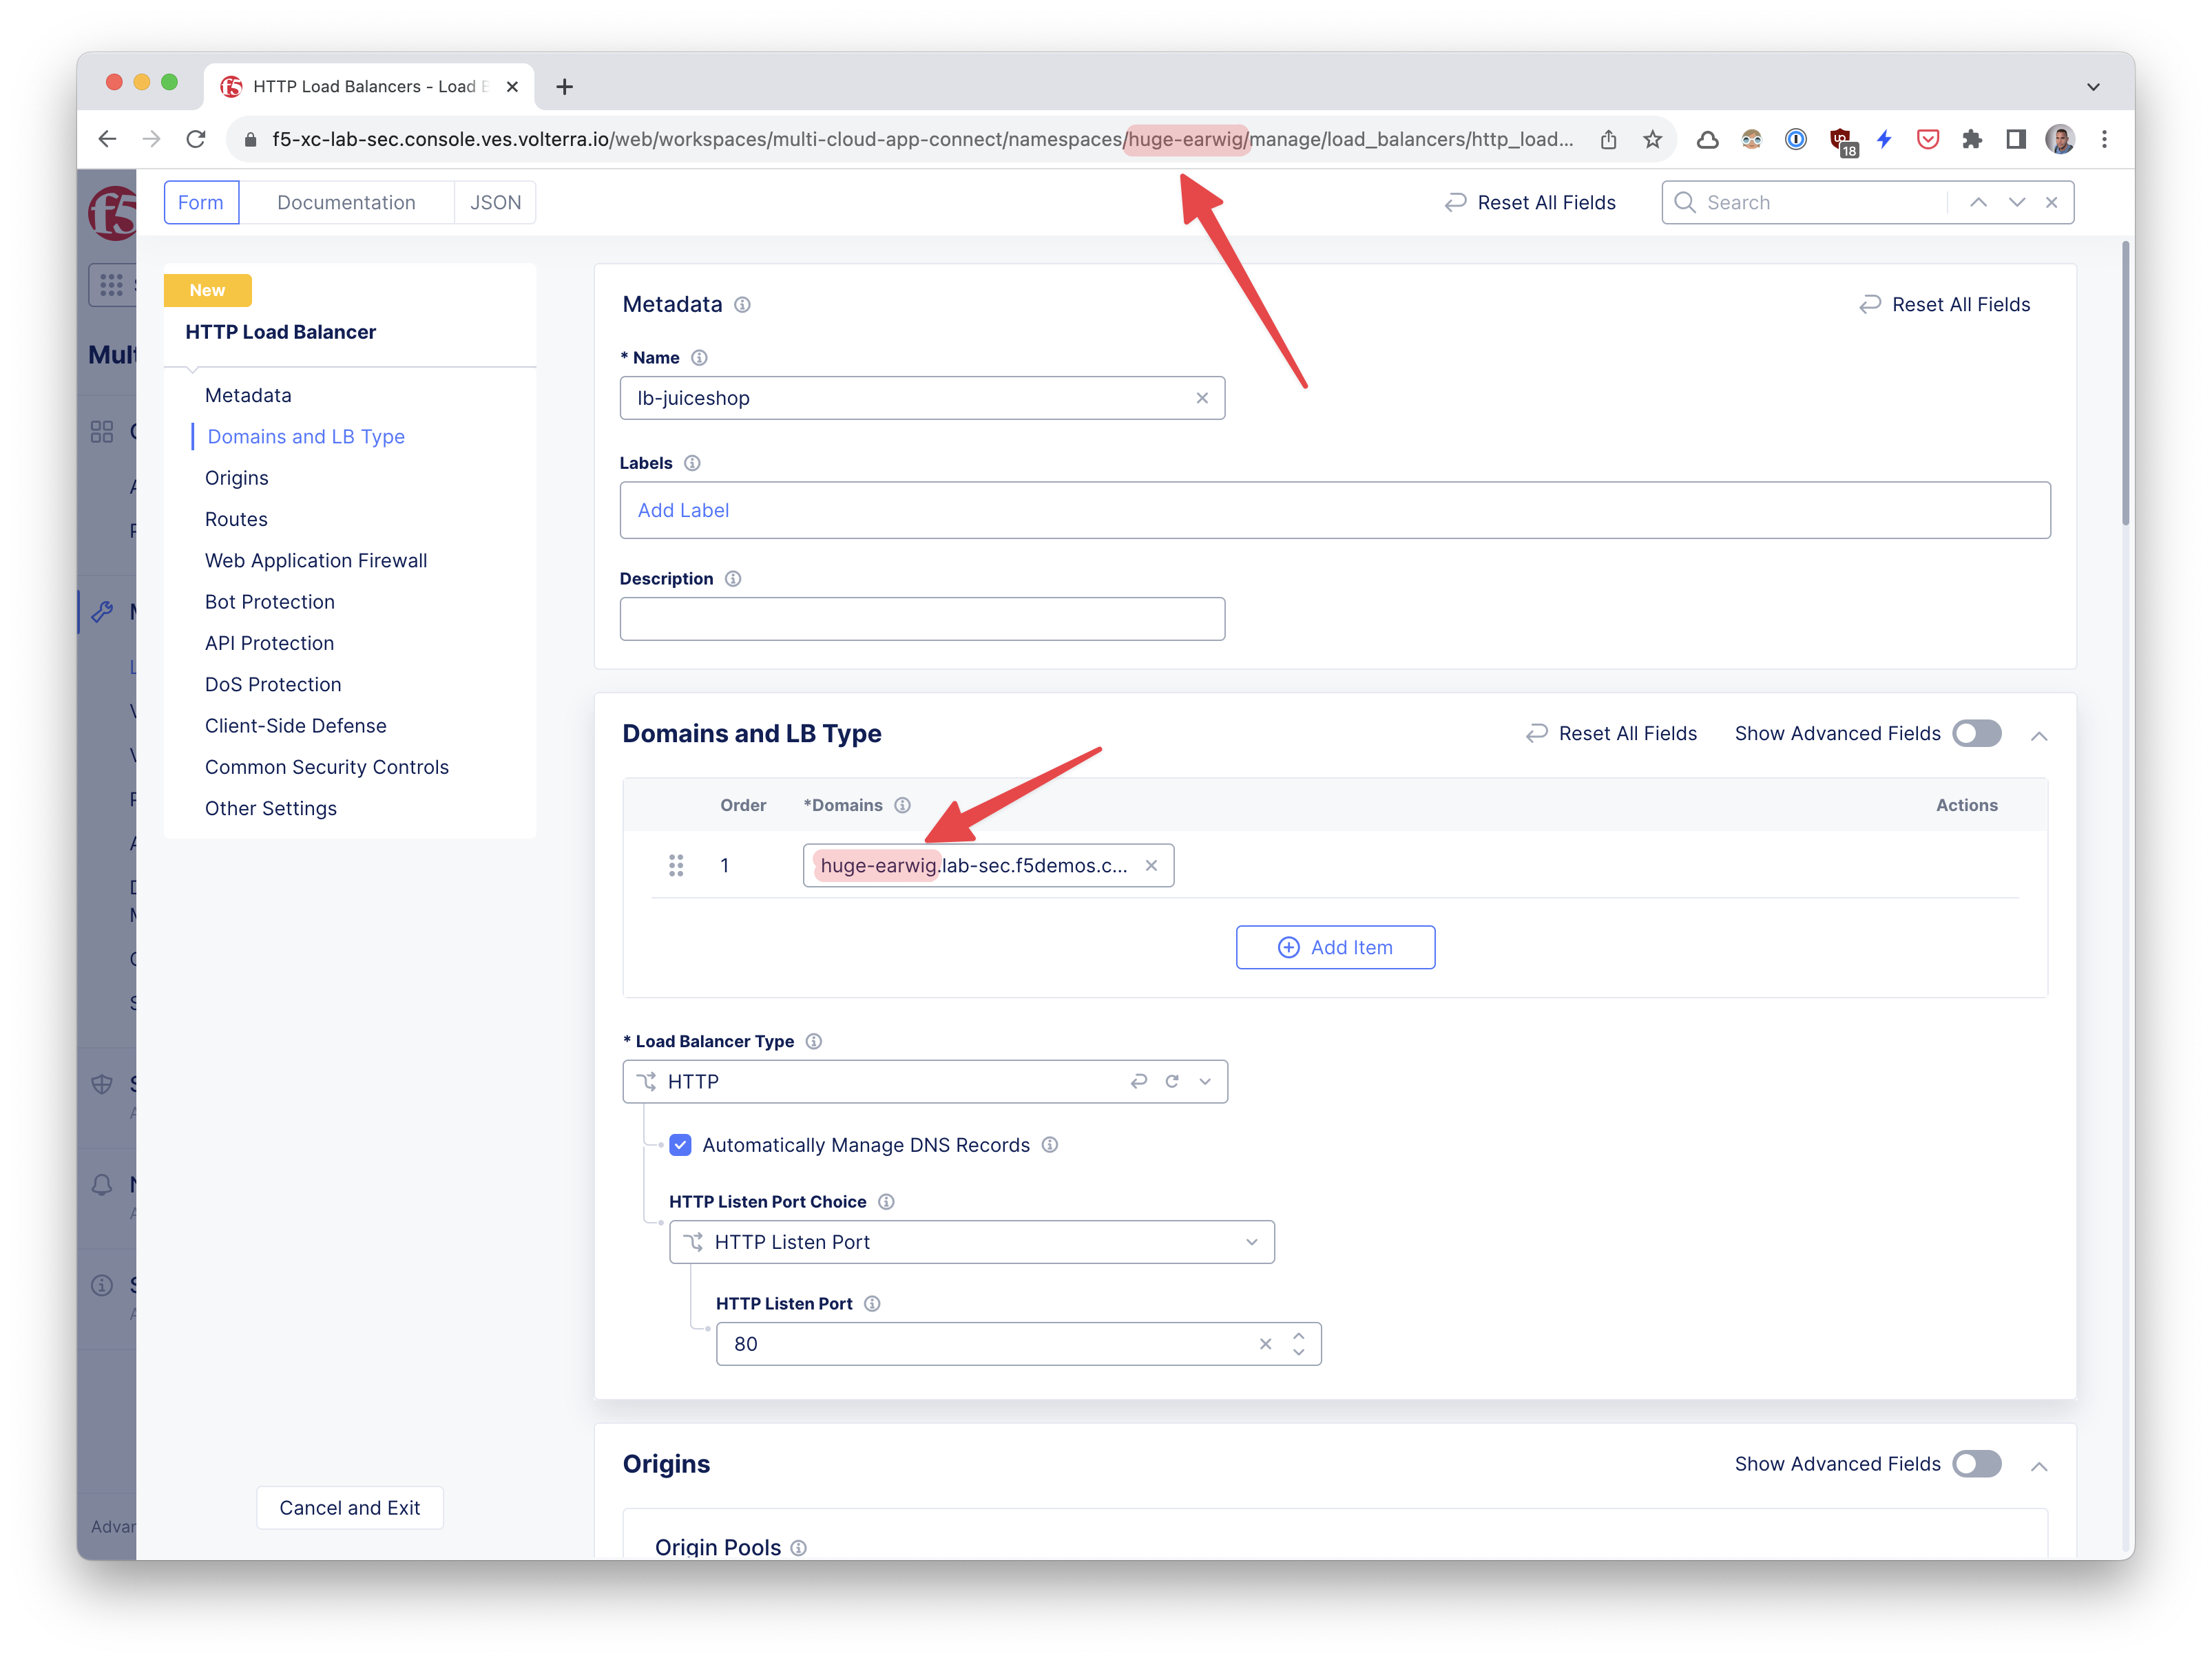 HTTP Load Balancers - Load
f5-xc-lab-sec.console.ves.volterra.io/web/workspaces/multi-cloud-app-connect/namespaces/huge-earwig/manage/load_balancers/http_load...
18
f5
Form
Documentation
JSON
Reset All Fields
Search
New
HTTP Load Balancer
Metadata
Domains and LB Type
Origins
Routes
Web Application Firewall
Bot Protection
API Protection
DoS Protection
Client-Side Defense
Common Security Controls
Other Settings
Cancel and Exit
Metadata
Reset All Fields
* Name
lb-juiceshop
Labels
Add Label
Description
Domains and LB Type
Reset All Fields
Show Advanced Fields
Order *Domains Actions
1 huge-earwig.lab-sec.f5demos.c...
Add Item
* Load Balancer Type
HTTP
Automatically Manage DNS Records
HTTP Listen Port Choice
HTTP Listen Port
HTTP Listen Port
80
Origins
Show Advanced Fields
Origin Pools